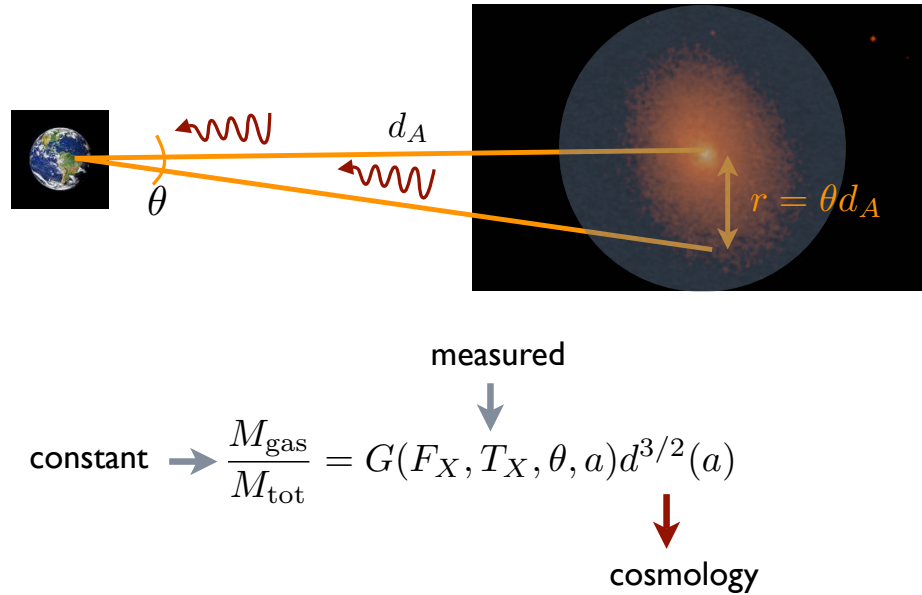 d_A
θ
r = θd_A
measured
constant
M_gas / M_tot = G(F_X, T_X, θ, a)d^{3/2}(a)
cosmology